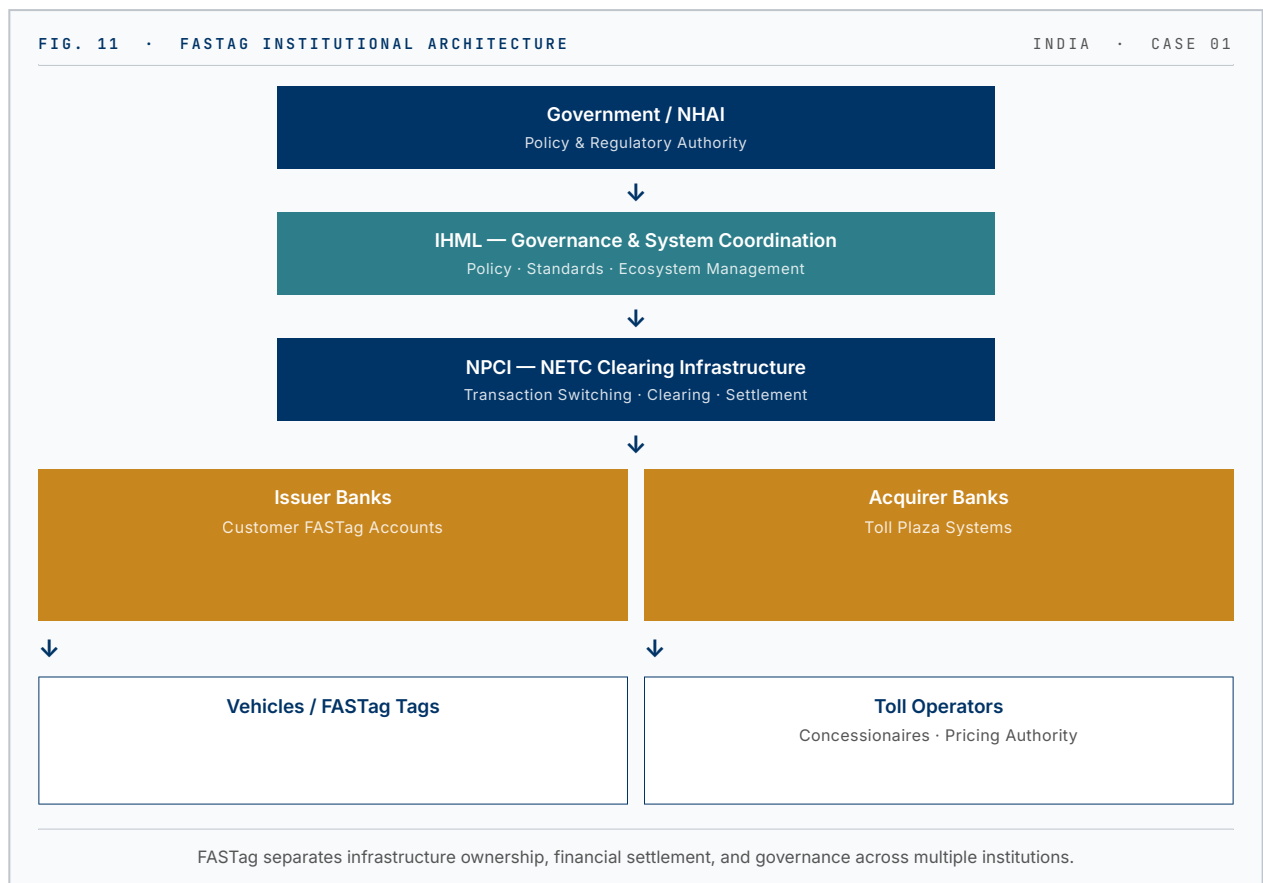 FIG. 11 · FASTAG INSTITUTIONAL ARCHITECTURE
INDIA · CASE 01
Government / NHAI
Policy & Regulatory Authority
↓
IHML — Governance & System Coordination
Policy · Standards · Ecosystem Management
↓
NPCI — NETC Clearing Infrastructure
Transaction Switching · Clearing · Settlement
↓
Issuer Banks
Customer FASTag Accounts
Acquirer Banks
Toll Plaza Systems
↓
↓
Vehicles / FASTag Tags
Toll Operators
Concessionaires · Pricing Authority
FASTag separates infrastructure ownership, financial settlement, and governance across multiple institutions.